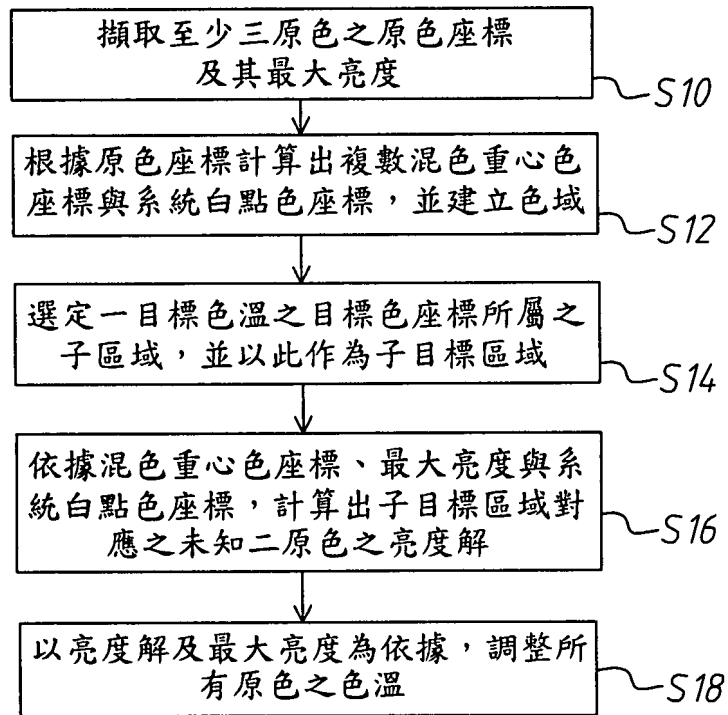 擷取至少三原色之原色座標
及其最大亮度
S10
根據原色座標計算出複數混色重心色
座標與系統白點色座標，並建立色域
S12
選定一目標色溫之目標色座標所屬之
子區域，並以此作為子目標區域
S14
依據混色重心色座標、最大亮度與系
統白點色座標，計算出子目標區域對
應之未知二原色之亮度解
S16
以亮度解及最大亮度為依據，調整所
有原色之色溫
S18